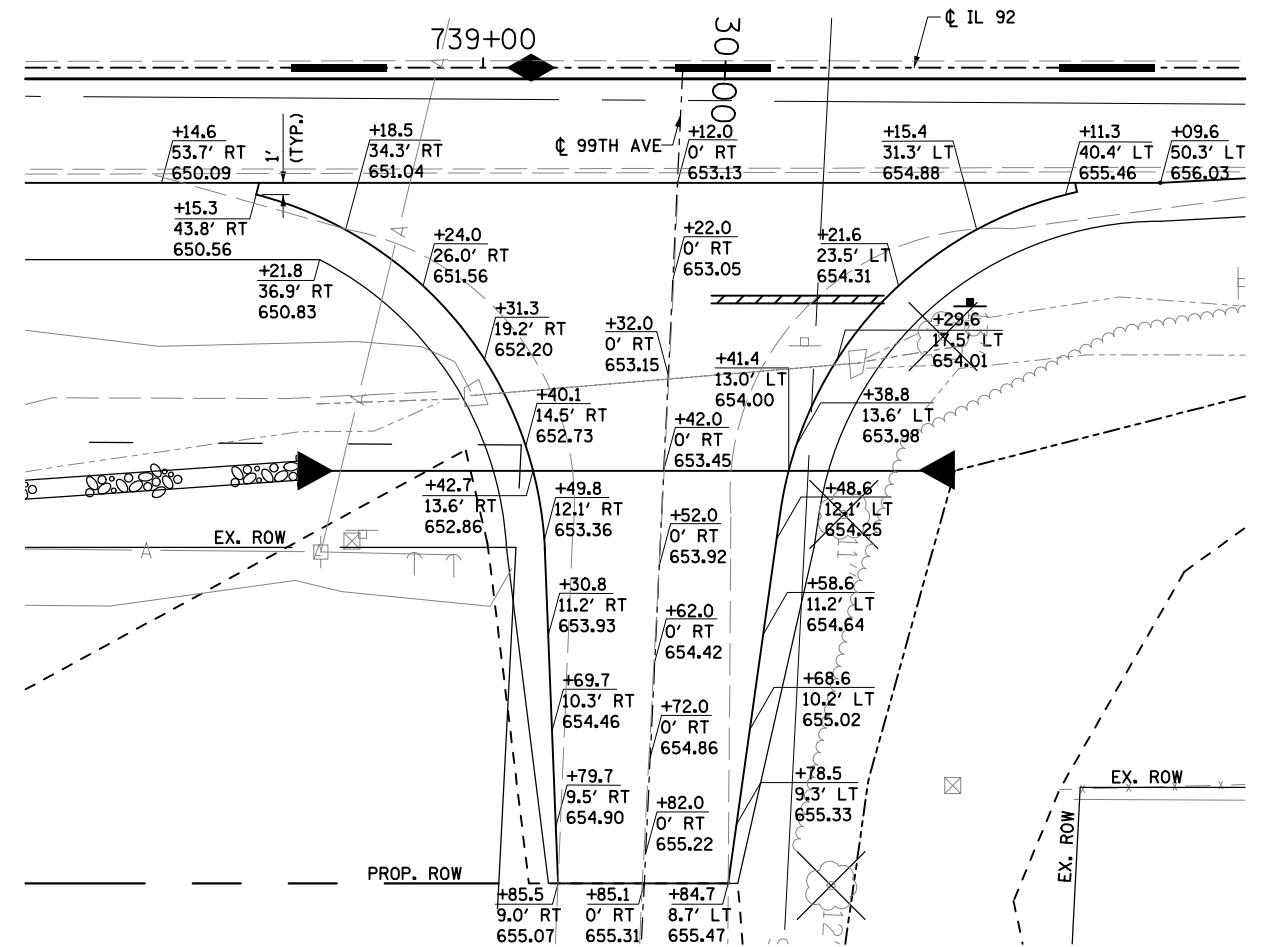 ℄ IL 92
739+00
30+00
1' (TYP.)
℄ 99TH AVE
+14.6
53.7' RT
650.09
+18.5
34.3' RT
651.04
+12.0
0' RT
653.13
+15.4
31.3' LT
654.88
+11.3
40.4' LT
655.46
+09.6
50.3' LT
656.03
+15.3
43.8' RT
650.56
+24.0
26.0' RT
651.56
+22.0
0' RT
653.05
+21.6
23.5' LT
654.31
+21.8
36.9' RT
650.83
+31.3
19.2' RT
652.20
+32.0
0' RT
653.15
+29.6
17.5' LT
654.01
+41.4
13.0' LT
654.00
+40.1
14.5' RT
652.73
+42.0
0' RT
653.45
+38.8
13.6' LT
653.98
+42.7
13.6' RT
652.86
+49.8
12.1' RT
653.36
+52.0
0' RT
653.92
+48.6
12.1' LT
654.25
11'
EX. ROW
A
A
A
A
A
+30.8
11.2' RT
653.93
+62.0
0' RT
654.42
+58.6
11.2' LT
654.64
+69.7
10.3' RT
654.46
+72.0
0' RT
654.86
+68.6
10.2' LT
655.02
+79.7
9.5' RT
654.90
+82.0
0' RT
655.22
+78.5
9.3' LT
655.33
EX. ROW
EX. ROW
PROP. ROW
+85.5
9.0' RT
655.07
+85.1
0' RT
655.31
+84.7
8.7' LT
655.47
12'